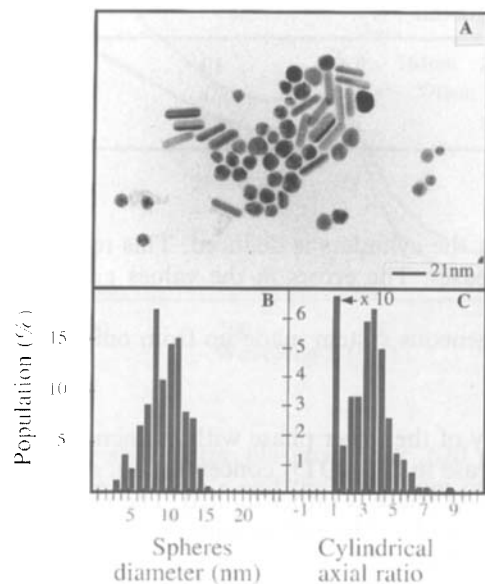 A
21nm
B
C
x 10
Population (%)
15
10
5
6
5
4
3
2
1
5 10 15 20
-1 1 3 5 7 9
Spheres
diameter (nm)
Cylindrical
axial ratio